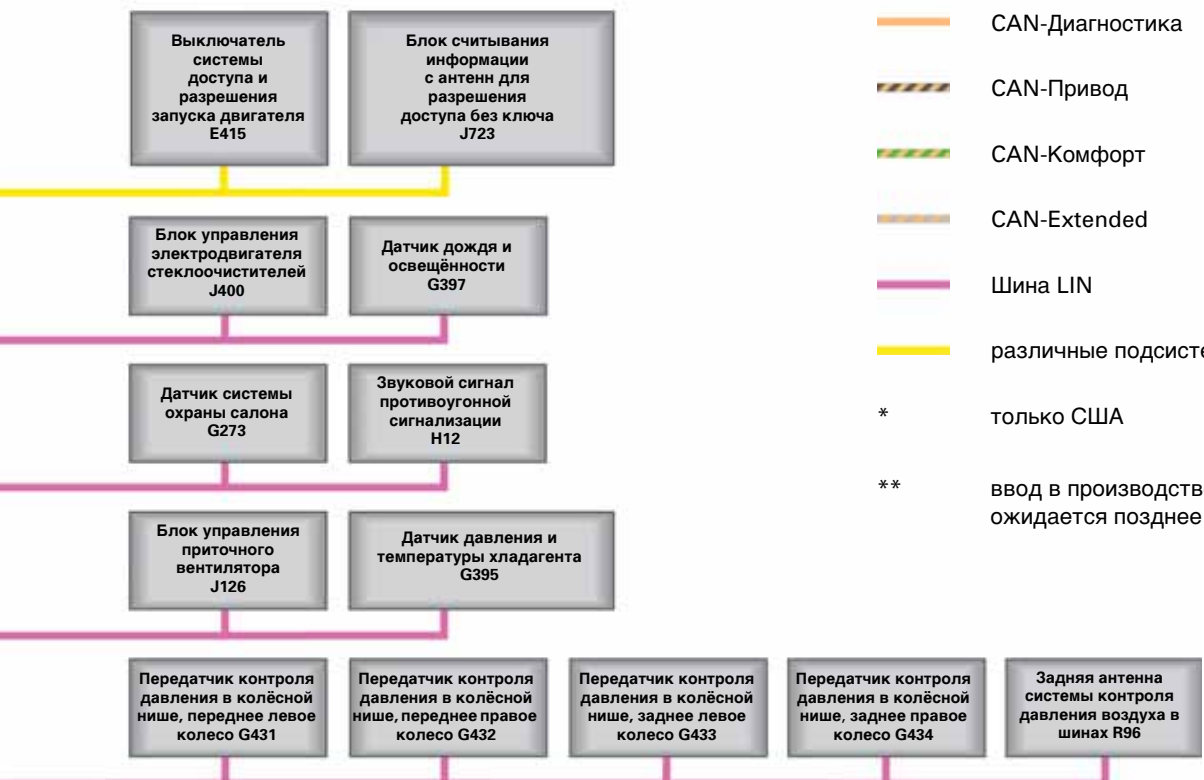 Выключатель
системы
доступа и
разрешения
запуска двигателя
E415
Блок считывания
информации
с антенн для
разрешения
доступа без ключа
J723
Блок управления
электродвигателя
стеклоочистителей
J400
Датчик дождя и
освещённости
G397
Датчик системы
охраны салона
G273
Звуковой сигнал
противоугонной
сигнализации
H12
Блок управления
приточного
вентилятора
J126
Датчик давления и
температуры хладагента
G395
Передатчик контроля
давления в колёсной
нише, переднее левое
колесо G431
Передатчик контроля
давления в колёсной
нише, переднее правое
колесо G432
Передатчик контроля
давления в колёсной
нише, заднее левое
колесо G433
Передатчик контроля
давления в колёсной
нише, заднее правое
колесо G434
Задняя антенна
системы контроля
давления воздуха в
шинах R96
CAN-Диагностика
CAN-Привод
CAN-Комфорт
CAN-Extended
Шина LIN
различные подсисте
* только США
** ввод в производств
ожидается позднее